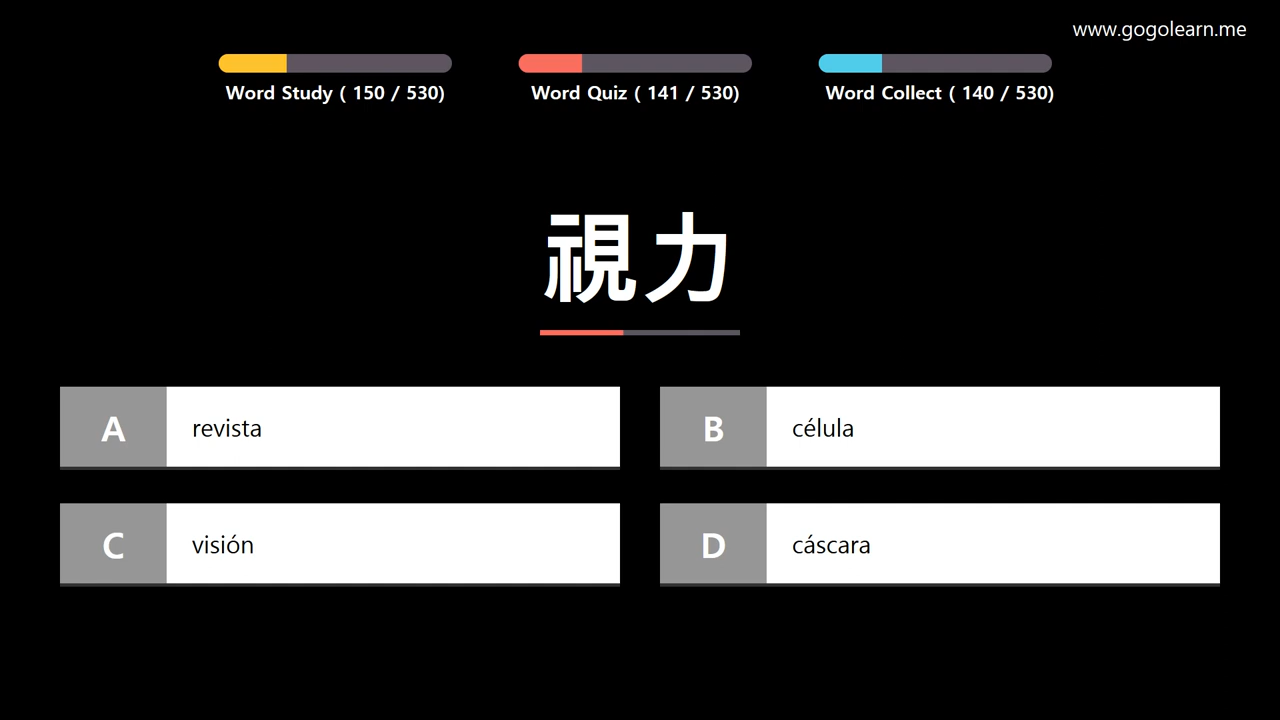 www.gogolearn.me
Word Study ( 150 / 530)
Word Quiz ( 141 / 530)
Word Collect ( 140 / 530)
視力
A revista
B célula
C visión
D cáscara